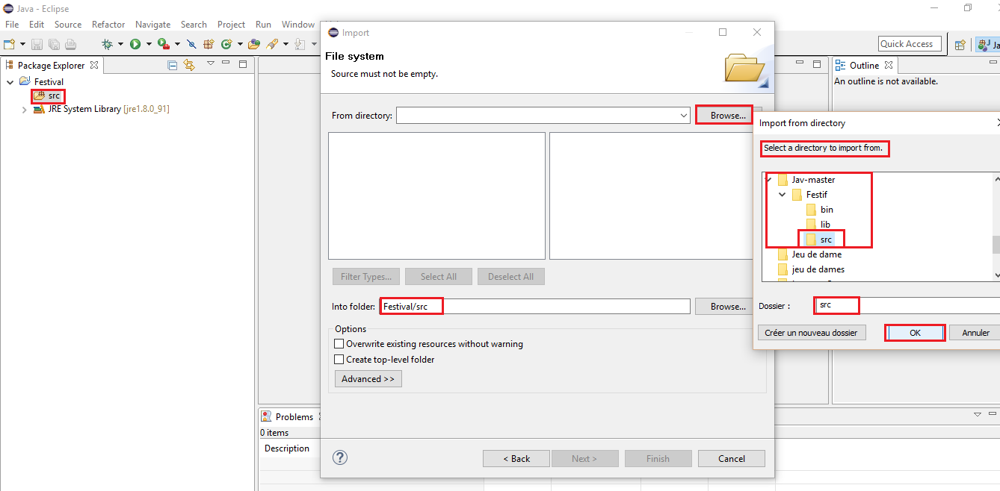 Java - Eclipse
File Edit Source Refactor Navigate Search Project Run Window
Quick Access
Package Explorer
Festival
src
JRE System Library [jre1.8.0_91]
Import
File system
Source must not be empty.
From directory:
Browse...
Filter Types...
Select All
Deselect All
Into folder:
Festival/src
Browse...
Options
Overwrite existing resources without warning
Create top-level folder
Advanced >>
?
< Back
Next >
Finish
Cancel
Outline
An outline is not available.
Import from directory
Select a directory to import from.
Jav-master
Festif
bin
lib
src
Jeu de dame
jeu de dames
Dossier :
src
Créer un nouveau dossier
OK
Annuler
Problems
0 items
Description